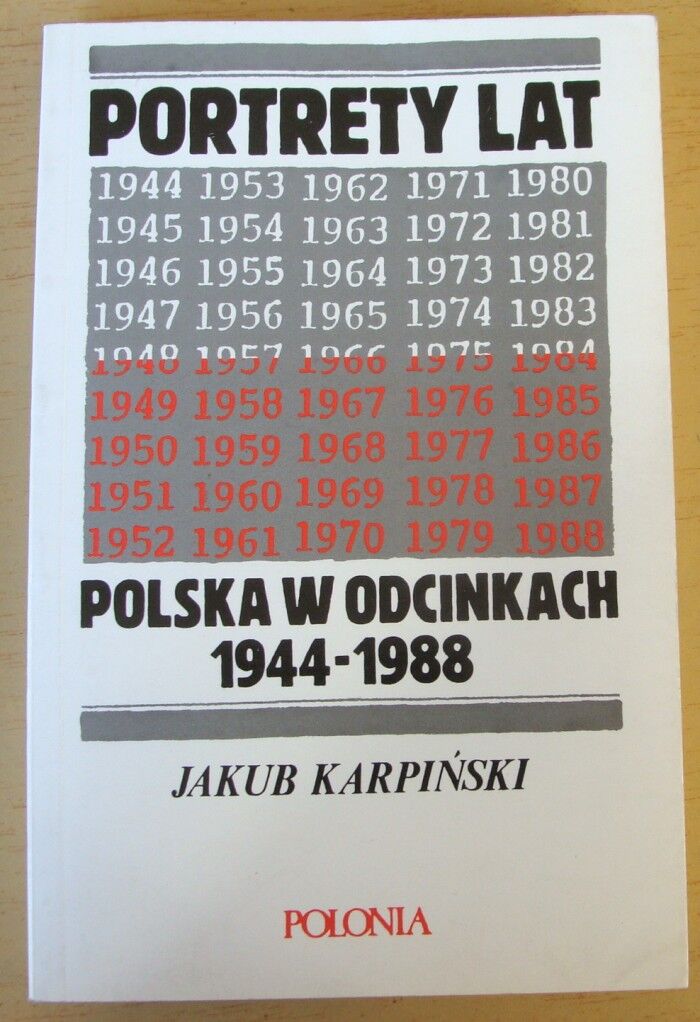 PORTRETY LAT
1944 1953 1962 1971 1980
1945 1954 1963 1972 1981
1946 1955 1964 1973 1982
1947 1956 1965 1974 1983
1948 1957 1966 1975 1984
1949 1958 1967 1976 1985
1950 1959 1968 1977 1986
1951 1960 1969 1978 1987
1952 1961 1970 1979 1988
POLSKA W ODCINKACH
1944-1988
JAKUB KARPIŃSKI
POLONIA